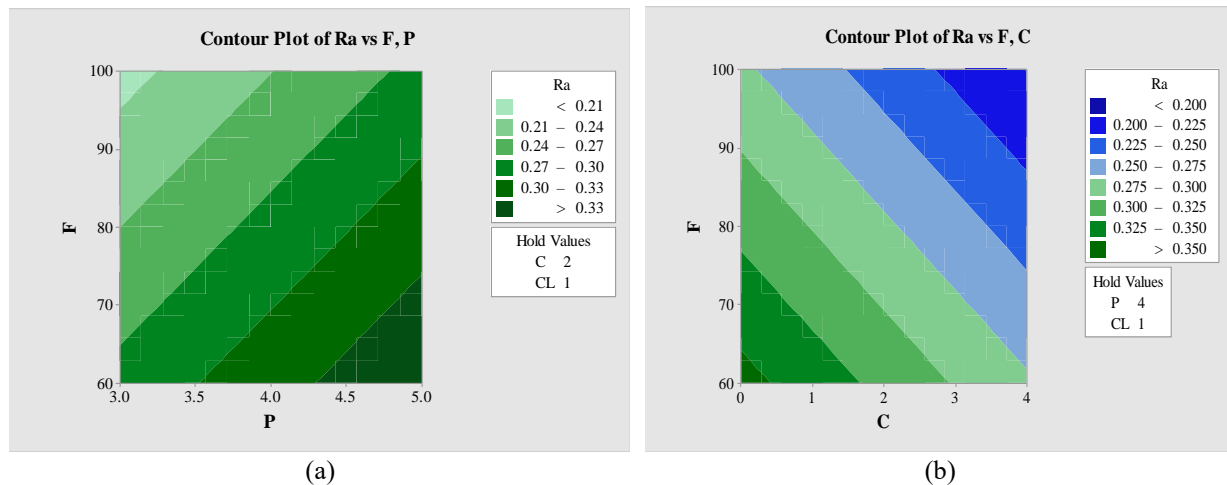 Contour Plot of Ra vs F, P
F
100
90
80
70
60
3.0 3.5 4.0 4.5 5.0
P
Ra
< 0.21
0.21 – 0.24
0.24 – 0.27
0.27 – 0.30
0.30 – 0.33
> 0.33
Hold Values
C 2
CL 1
(a)
Contour Plot of Ra vs F, C
F
100
90
80
70
60
0 1 2 3 4
C
Ra
< 0.200
0.200 – 0.225
0.225 – 0.250
0.250 – 0.275
0.275 – 0.300
0.300 – 0.325
0.325 – 0.350
> 0.350
Hold Values
P 4
CL 1
(b)